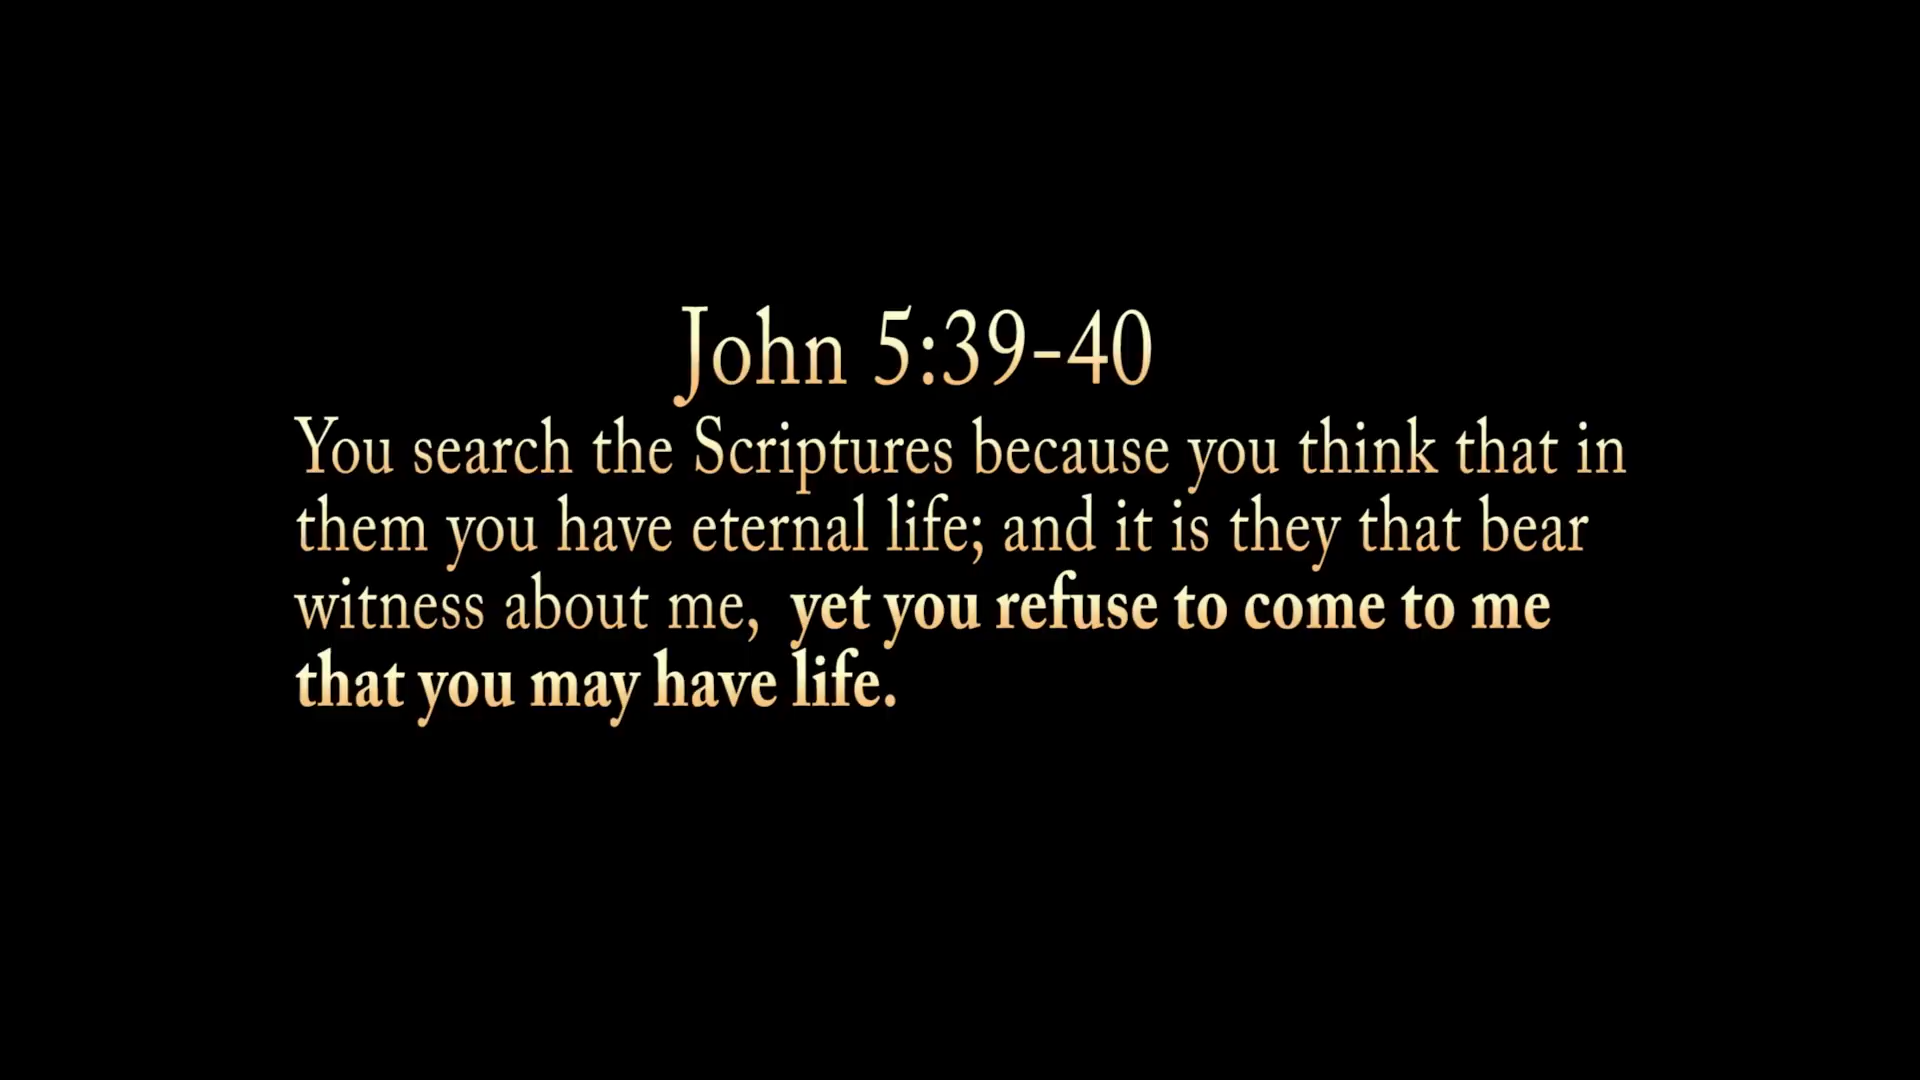 John 5:39-40
You search the Scriptures because you think that in
them you have eternal life; and it is they that bear
witness about me, yet you refuse to come to me
that you may have life.